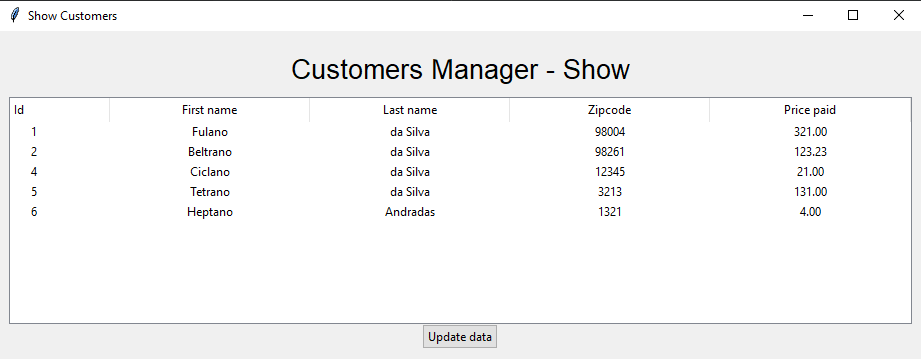 Show Customers
Customers Manager - Show
Id First name Last name Zipcode Price paid
1 Fulano da Silva 98004 321.00
2 Beltrano da Silva 98261 123.23
4 Ciclano da Silva 12345 21.00
5 Tetrano da Silva 3213 131.00
6 Heptano Andradas 1321 4.00
Update data